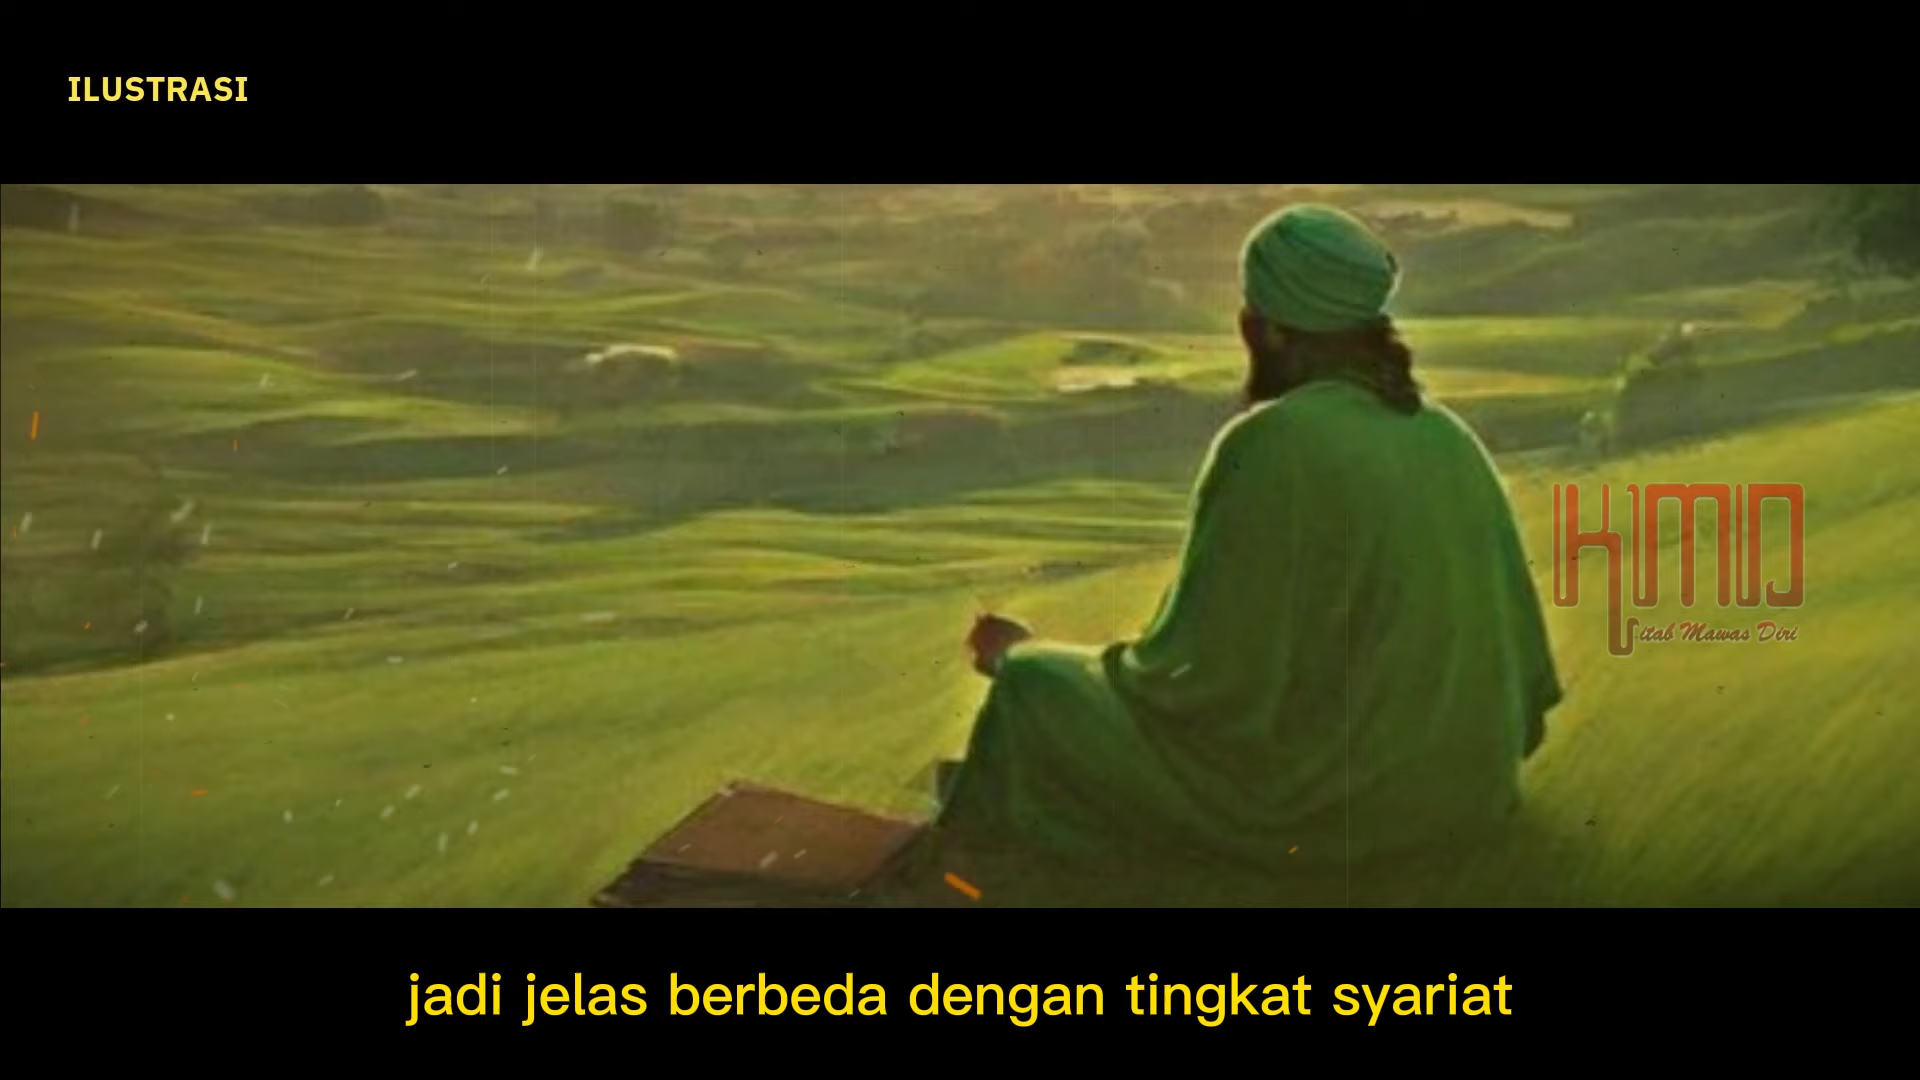 ILUSTRASI
KMD
Kitab Mawas Diri
jadi jelas berbeda dengan tingkat syariat